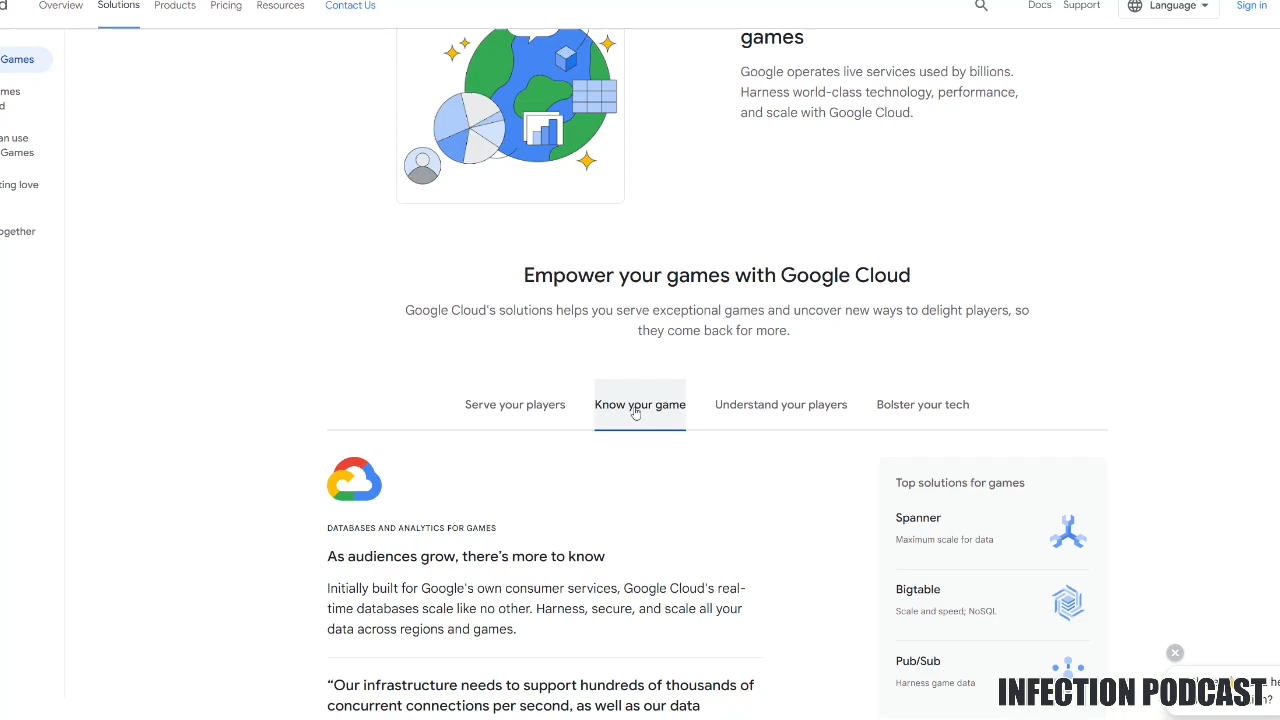 Overview Solutions Products Pricing Resources Contact Us Docs Support Language Sign in
Games
games
Google operates live services used by billions.
Harness world-class technology, performance,
and scale with Google Cloud.
an use
Games
ting love
ogether
Empower your games with Google Cloud
Google Cloud's solutions helps you serve exceptional games and uncover new ways to delight players, so
they come back for more.
Serve your players Know your game Understand your players Bolster your tech
DATABASES AND ANALYTICS FOR GAMES
As audiences grow, there's more to know
Initially built for Google's own consumer services, Google Cloud's real-
time databases scale like no other. Harness, secure, and scale all your
data across regions and games.
“Our infrastructure needs to support hundreds of thousands of
concurrent connections per second, as well as our data
Top solutions for games
Spanner
Maximum scale for data
Bigtable
Scale and speed; NoSQL
Pub/Sub
Harness game data
INFECTION PODCAST